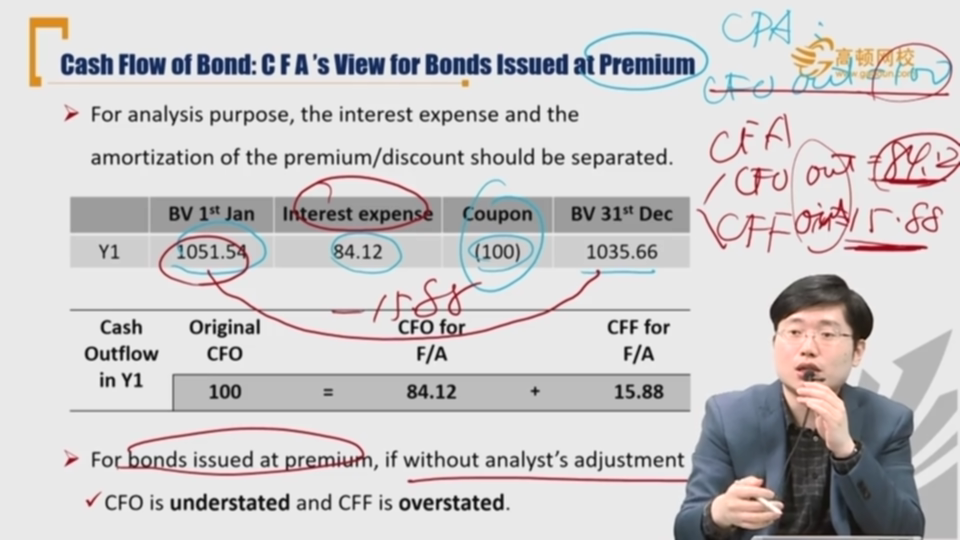 Cash Flow of Bond: C F A 's View for Bonds Issued at Premium
CPA :
高顿网校
CFO out 100
For analysis purpose, the interest expense and the
amortization of the premium/discount should be separated.
CFA
CFO out = 84.12
CFF out = 15.88
BV 1st Jan Interest expense Coupon BV 31st Dec
Y1 1051.54 84.12 (100) 1035.66
-15.88
Cash Outflow in Y1
Original CFO
CFO for F/A
CFF for F/A
100 = 84.12 + 15.88
For bonds issued at premium, if without analyst's adjustment
✓ CFO is understated and CFF is overstated.